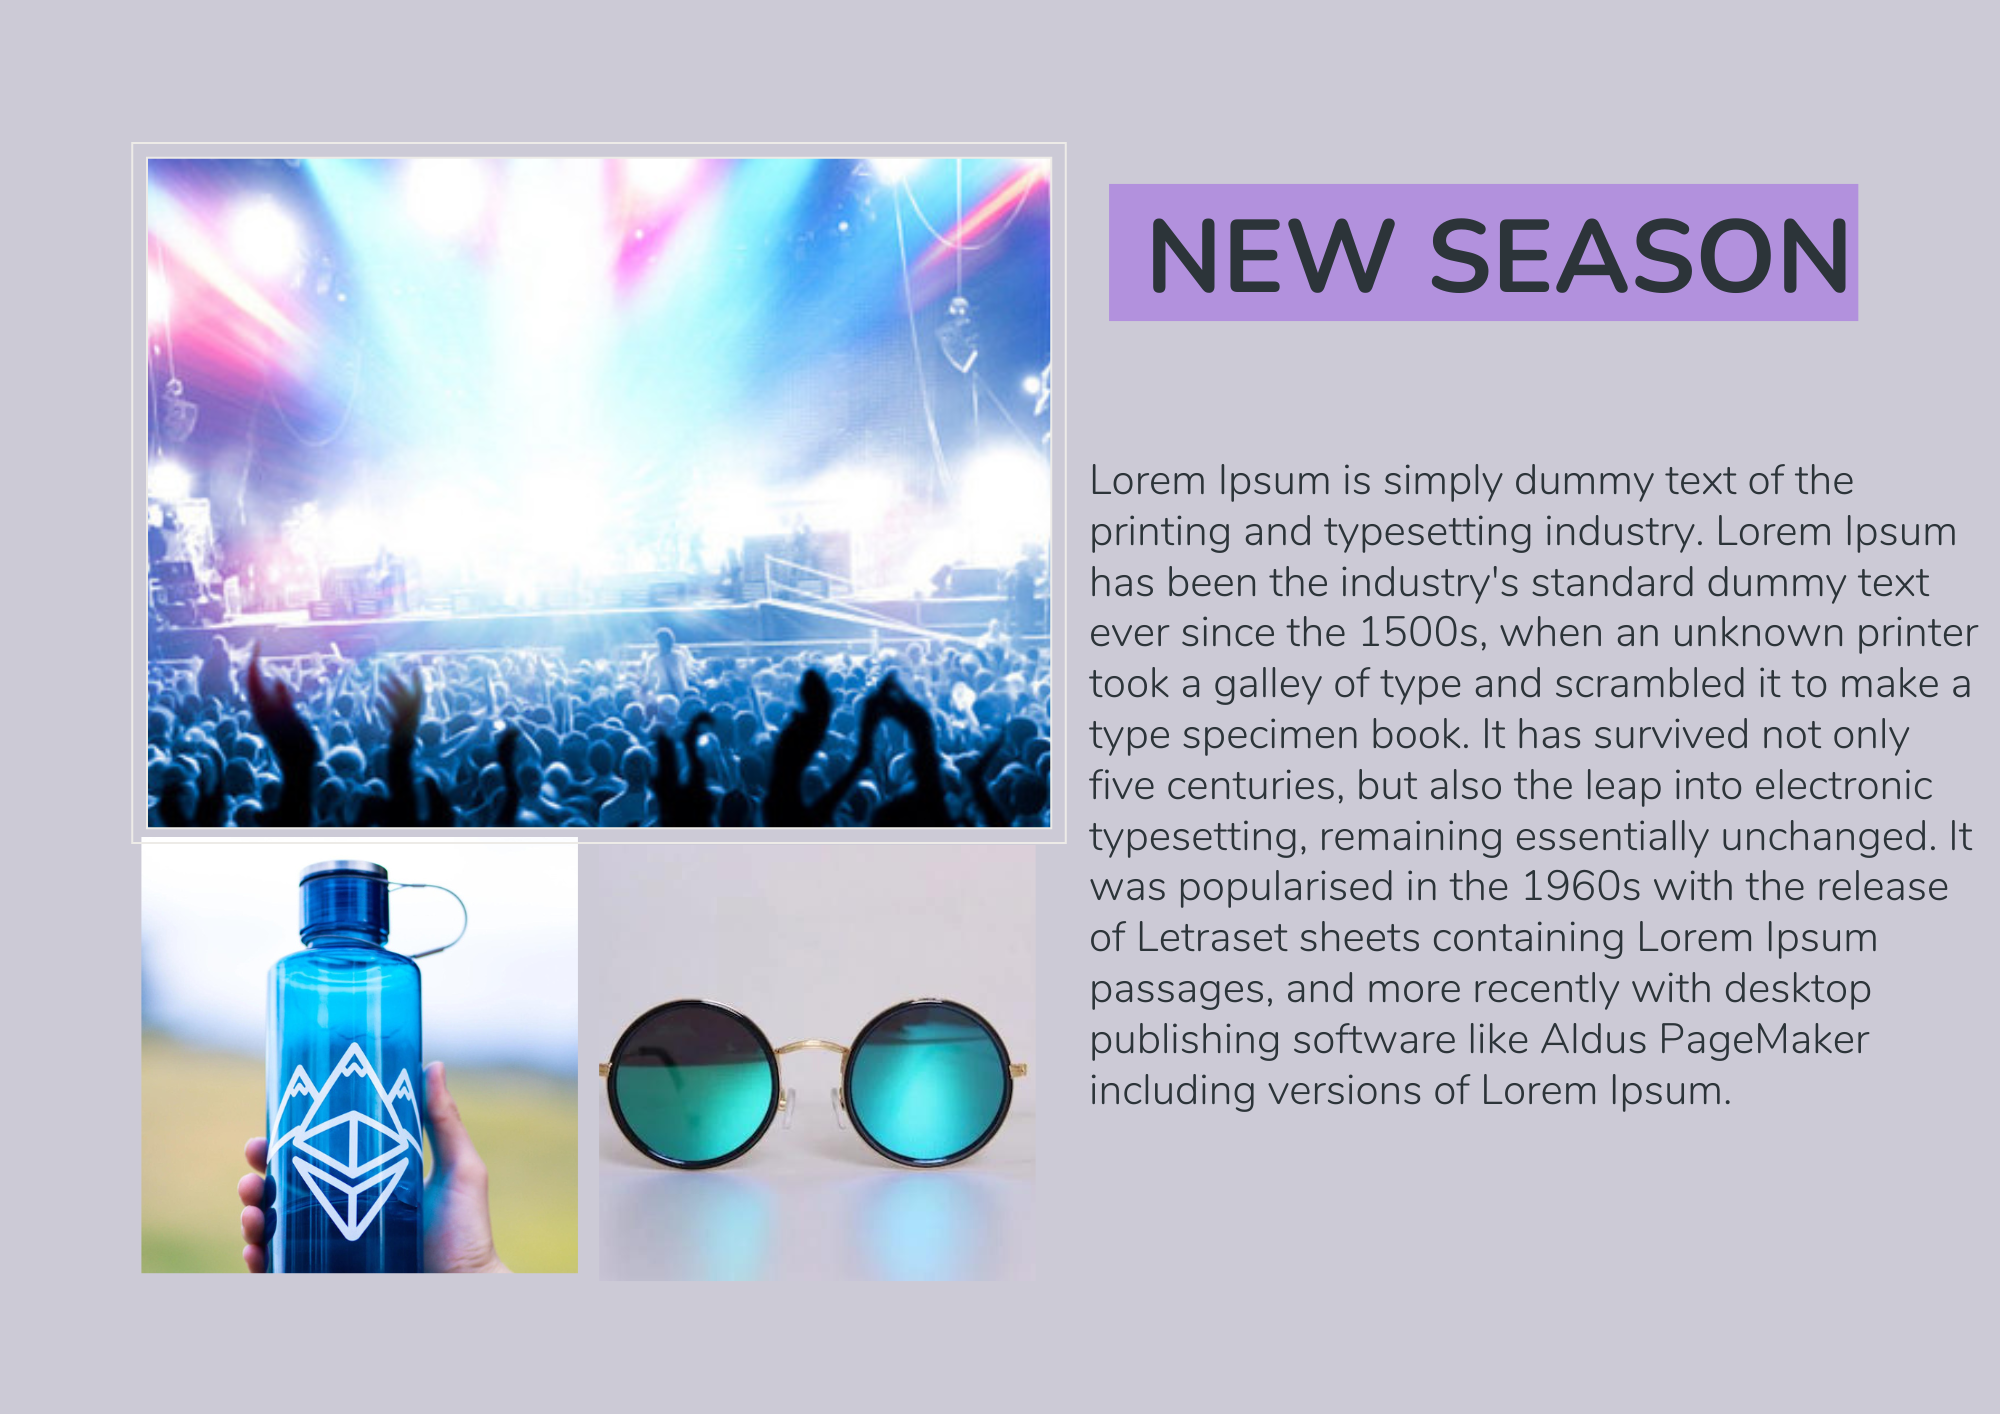 NEW SEASON
Lorem Ipsum is simply dummy text of the
printing and typesetting industry. Lorem Ipsum
has been the industry's standard dummy text
ever since the 1500s, when an unknown printer
took a galley of type and scrambled it to make a
type specimen book. It has survived not only
five centuries, but also the leap into electronic
typesetting, remaining essentially unchanged. It
was popularised in the 1960s with the release
of Letraset sheets containing Lorem Ipsum
passages, and more recently with desktop
publishing software like Aldus PageMaker
including versions of Lorem Ipsum.